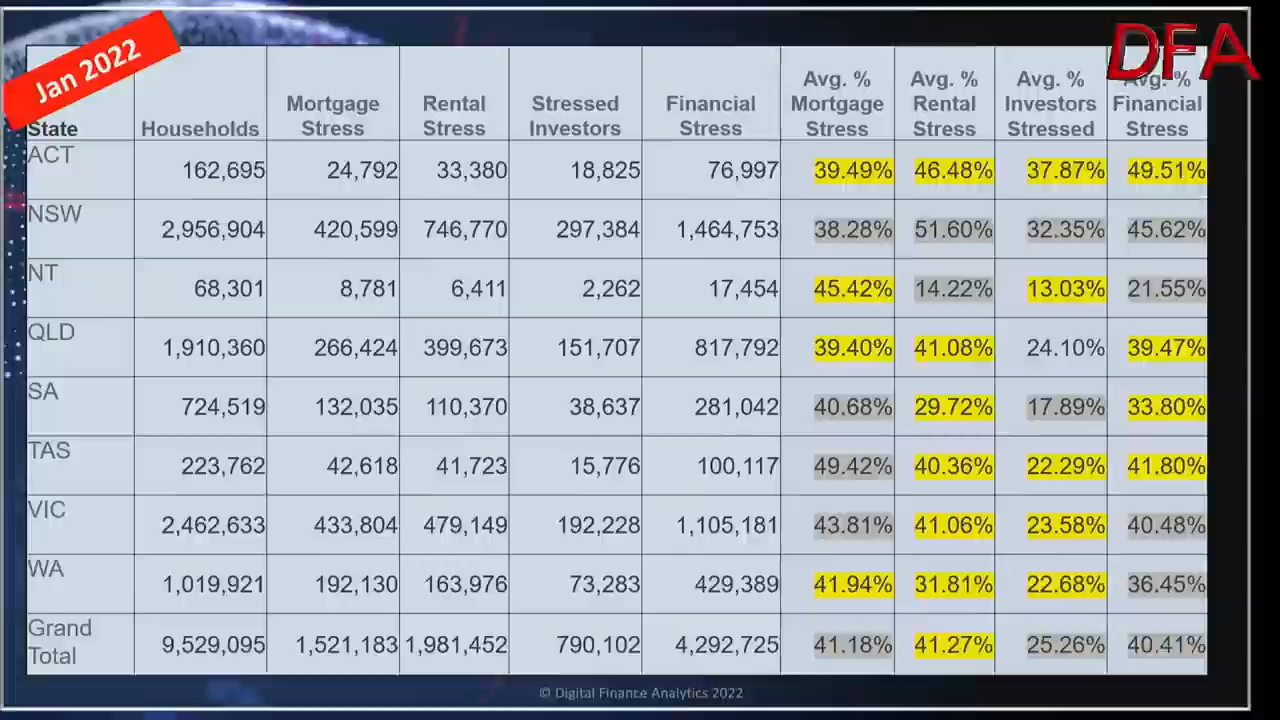 Jan 2022
DFA
State Households Mortgage Stress Rental Stress Stressed Investors Financial Stress Avg. % Mortgage Stress Avg. % Rental Stress Avg. % Investors Stressed Avg. % Financial Stress
ACT 162,695 24,792 33,380 18,825 76,997 39.49% 46.48% 37.87% 49.51%
NSW 2,956,904 420,599 746,770 297,384 1,464,753 38.28% 51.60% 32.35% 45.62%
NT 68,301 8,781 6,411 2,262 17,454 45.42% 14.22% 13.03% 21.55%
QLD 1,910,360 266,424 399,673 151,707 817,792 39.40% 41.08% 24.10% 39.47%
SA 724,519 132,035 110,370 38,637 281,042 40.68% 29.72% 17.89% 33.80%
TAS 223,762 42,618 41,723 15,776 100,117 49.42% 40.36% 22.29% 41.80%
VIC 2,462,633 433,804 479,149 192,228 1,105,181 43.81% 41.06% 23.58% 40.48%
WA 1,019,921 192,130 163,976 73,283 429,389 41.94% 31.81% 22.68% 36.45%
Grand Total 9,529,095 1,521,183 1,981,452 790,102 4,292,725 41.18% 41.27% 25.26% 40.41%
© Digital Finance Analytics 2022